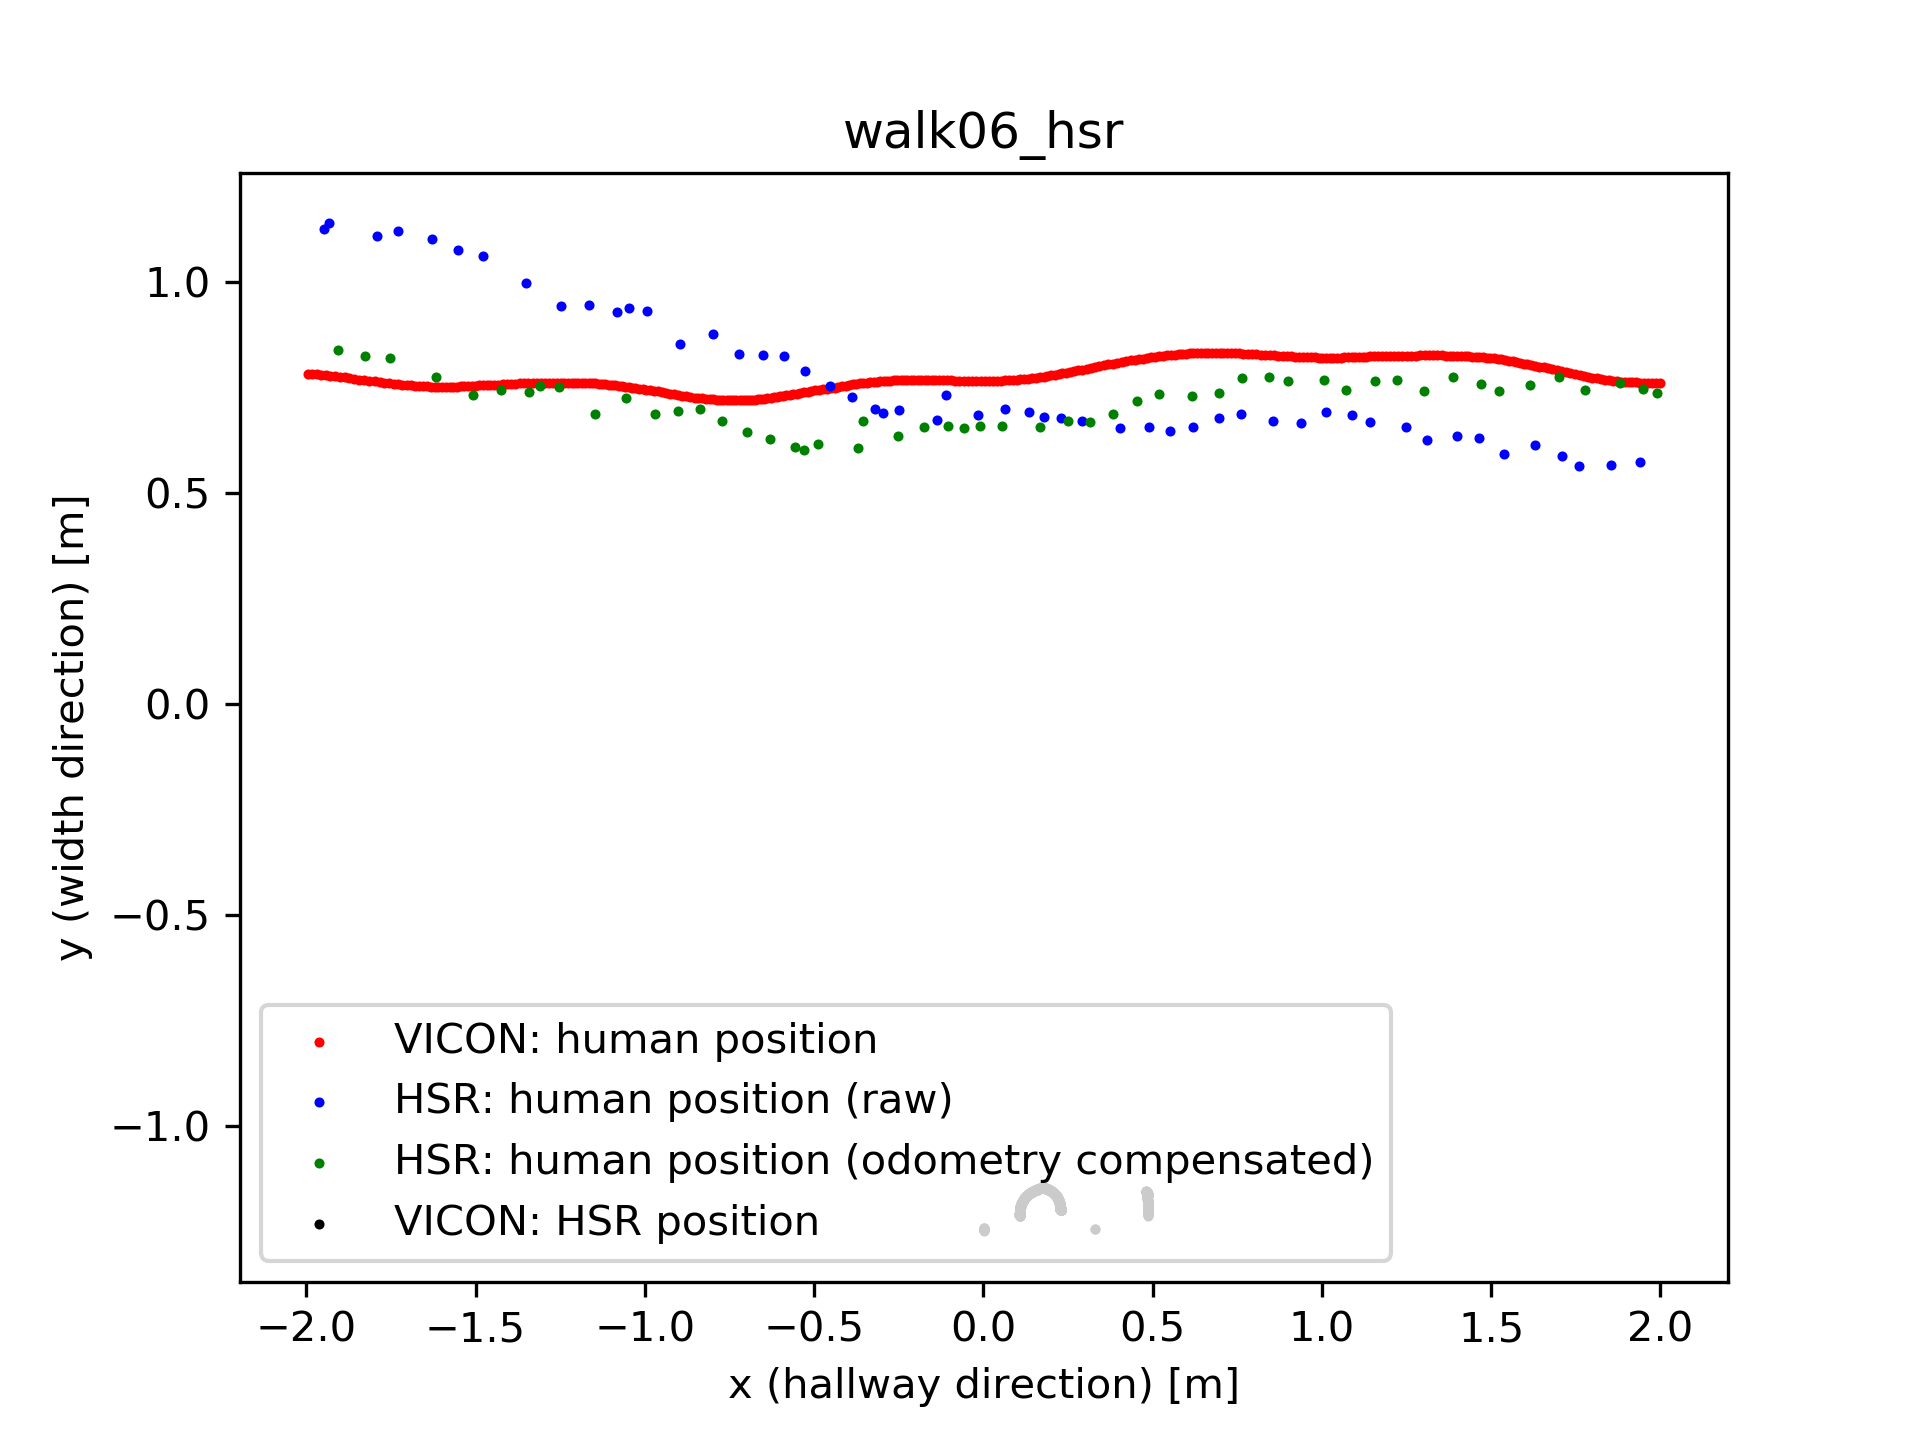 walk06_hsr
1.0
0.5
0.0
−0.5
−1.0
y (width direction) [m]
VICON: human position
HSR: human position (raw)
HSR: human position (odometry compensated)
VICON: HSR position
−2.0 −1.5 −1.0 −0.5 0.0 0.5 1.0 1.5 2.0
x (hallway direction) [m]